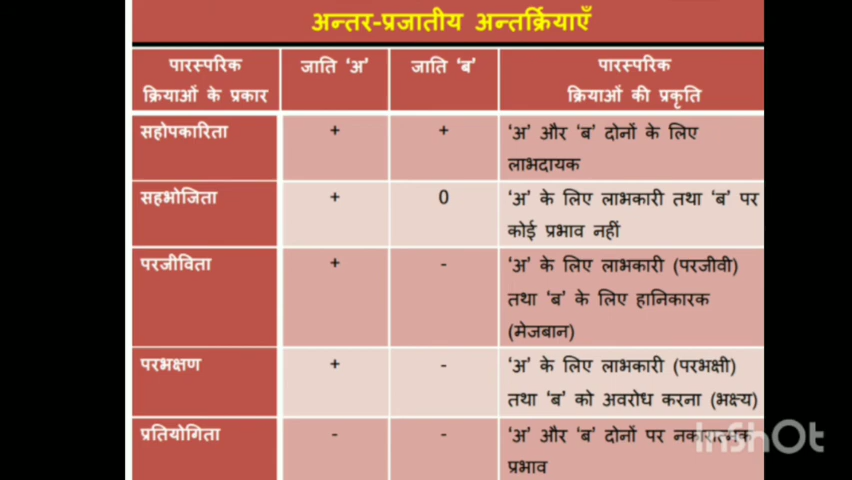 अन्तर-प्रजातीय अन्तर्क्रियाएँ
पारस्परिक
क्रियाओं के प्रकार
जाति ‘अ’
जाति ‘ब’
पारस्परिक
क्रियाओं की प्रकृति
सहोपकारिता
+
+
‘अ’ और ‘ब’ दोनों के लिए
लाभदायक
सहभोजिता
+
0
‘अ’ के लिए लाभकारी तथा ‘ब’ पर
कोई प्रभाव नहीं
परजीविता
+
-
‘अ’ के लिए लाभकारी (परजीवी)
तथा ‘ब’ के लिए हानिकारक
(मेजबान)
परभक्षण
+
-
‘अ’ के लिए लाभकारी (परभक्षी)
तथा ‘ब’ को अवरोध करना (भक्ष्य)
प्रतियोगिता
-
-
‘अ’ और ‘ब’ दोनों पर नकारात्मक
प्रभाव
InShOt